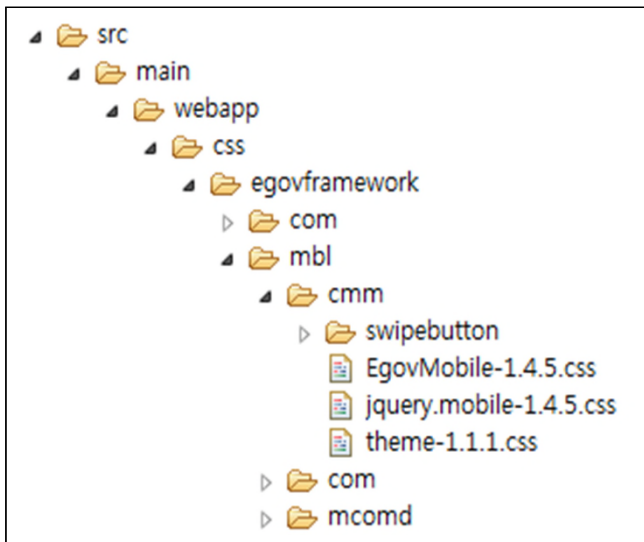 src
main
webapp
css
egovframework
com
mbl
cmm
swipebutton
EgovMobile-1.4.5.css
jquery.mobile-1.4.5.css
theme-1.1.1.css
com
mcomd